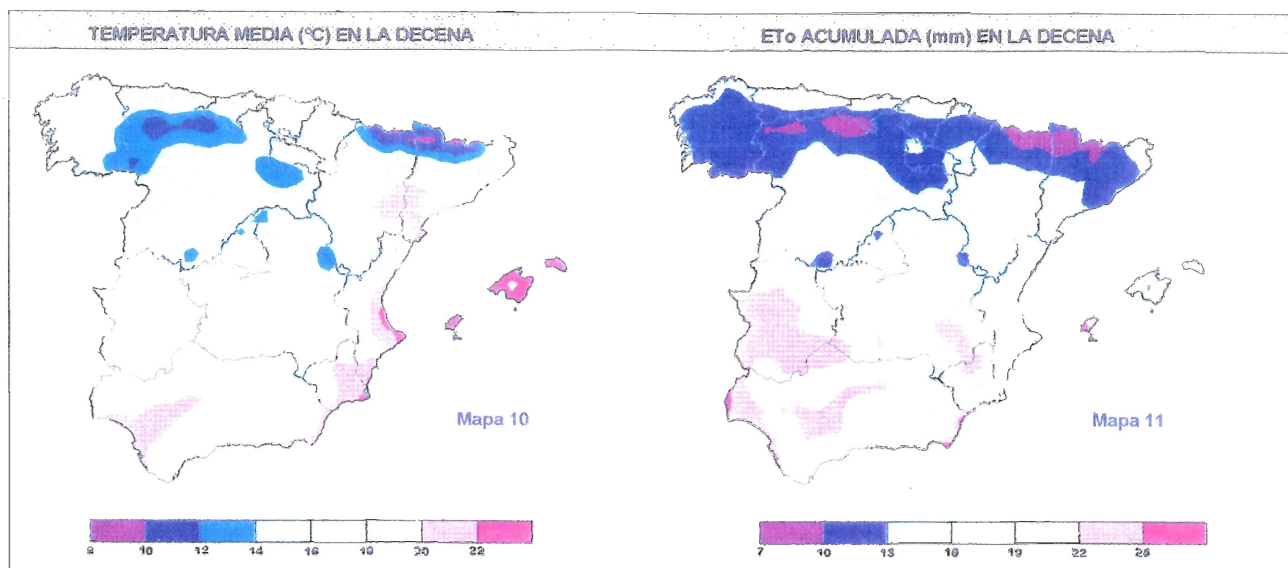 TEMPERATURA MEDIA (ºC) EN LA DECENA
ETo ACUMULADA (mm) EN LA DECENA
Mapa 10
Mapa 11
8 10 12 14 16 18 20 22
7 10 13 16 19 22 25